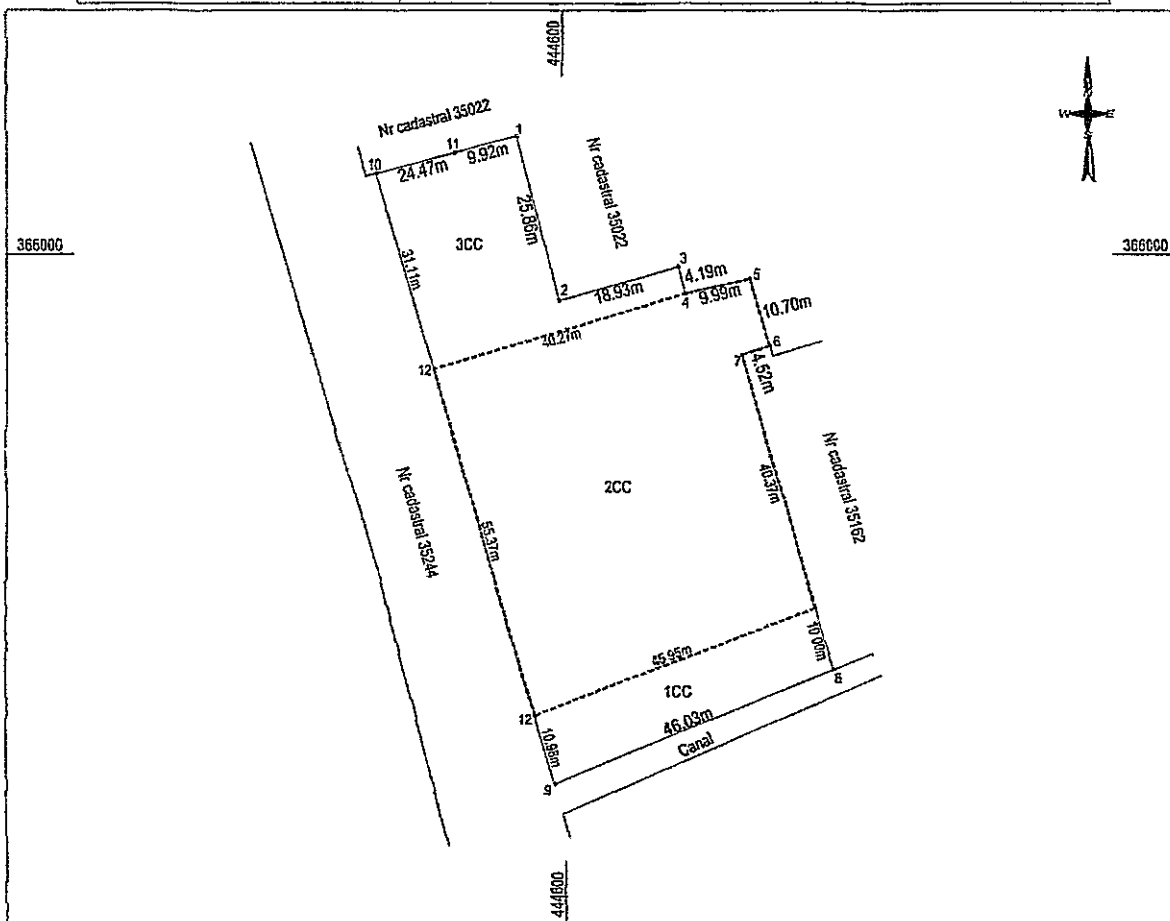 444600
N
W E
S
Nr cadastral 35022
10
11
1
24.47m
9.92m
Nr cadastral 35022
25.86m
366000
366000
3CC
31.11m
3
4.19m
5
2
18.93m
4
9.99m
10.70m
40.27m
6
7
4.52m
12
Nr cadastral 35162
40.37m
2CC
Nr cadastral 35244
55.37m
10.00m
45.95m
8
1CC
12
46.03m
10.98m
Canal
9
444600